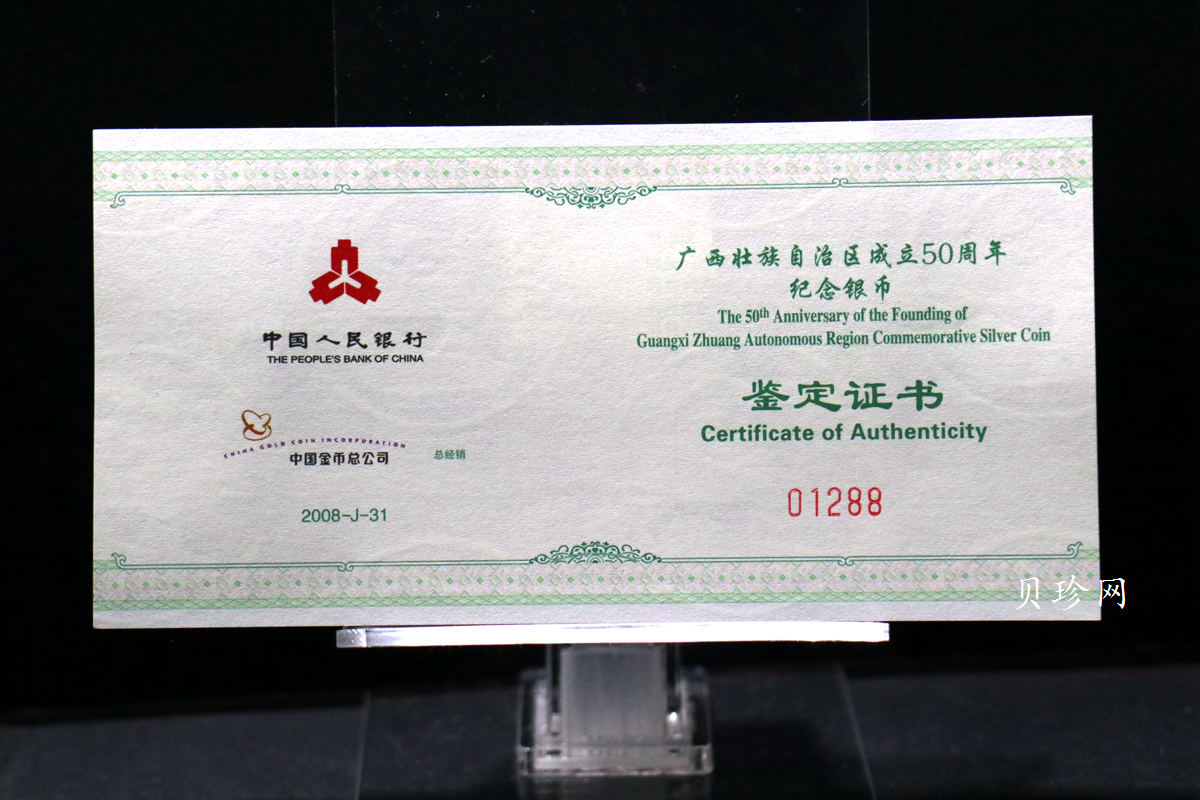 中国人民银行
THE PEOPLE'S BANK OF CHINA
CHINA GOLD COIN INCORPORATION
中国金币总公司 总经销
2008-J-31
广西壮族自治区成立50周年
纪念银币
The 50th Anniversary of the Founding of
Guangxi Zhuang Autonomous Region Commemorative Silver Coin
鉴定证书
Certificate of Authenticity
01288
贝珍网